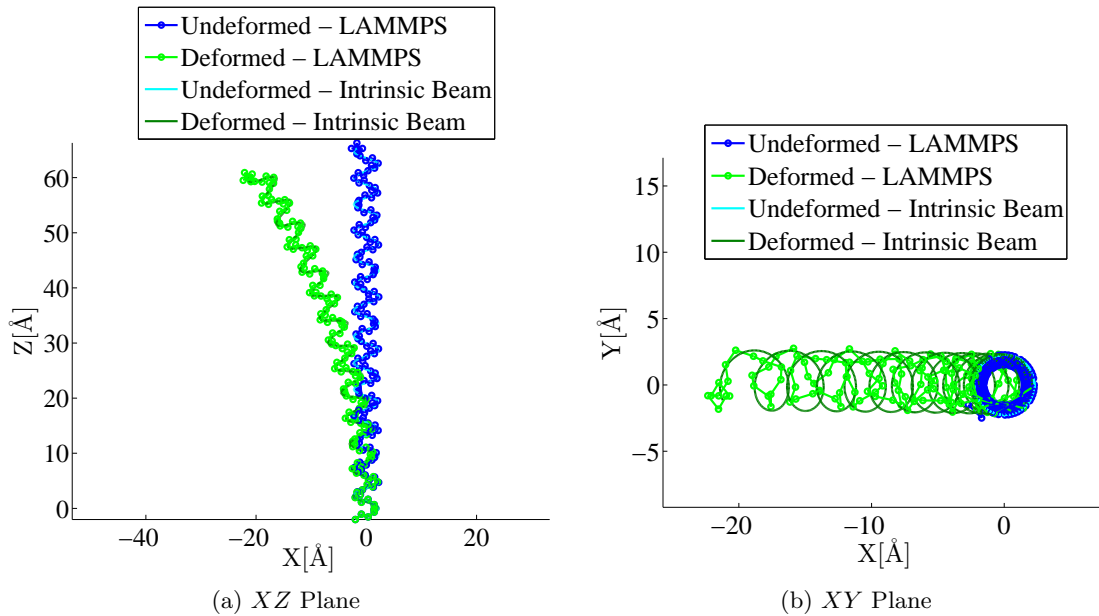 Undeformed – LAMMPS
Deformed – LAMMPS
Undeformed – Intrinsic Beam
Deformed – Intrinsic Beam
60
50
40
30
20
10
0
Z[Å]
−40
−20
0
20
X[Å]
(a) XZ Plane
Undeformed – LAMMPS
Deformed – LAMMPS
Undeformed – Intrinsic Beam
Deformed – Intrinsic Beam
15
10
5
0
−5
Y[Å]
−20
−10
0
X[Å]
(b) XY Plane